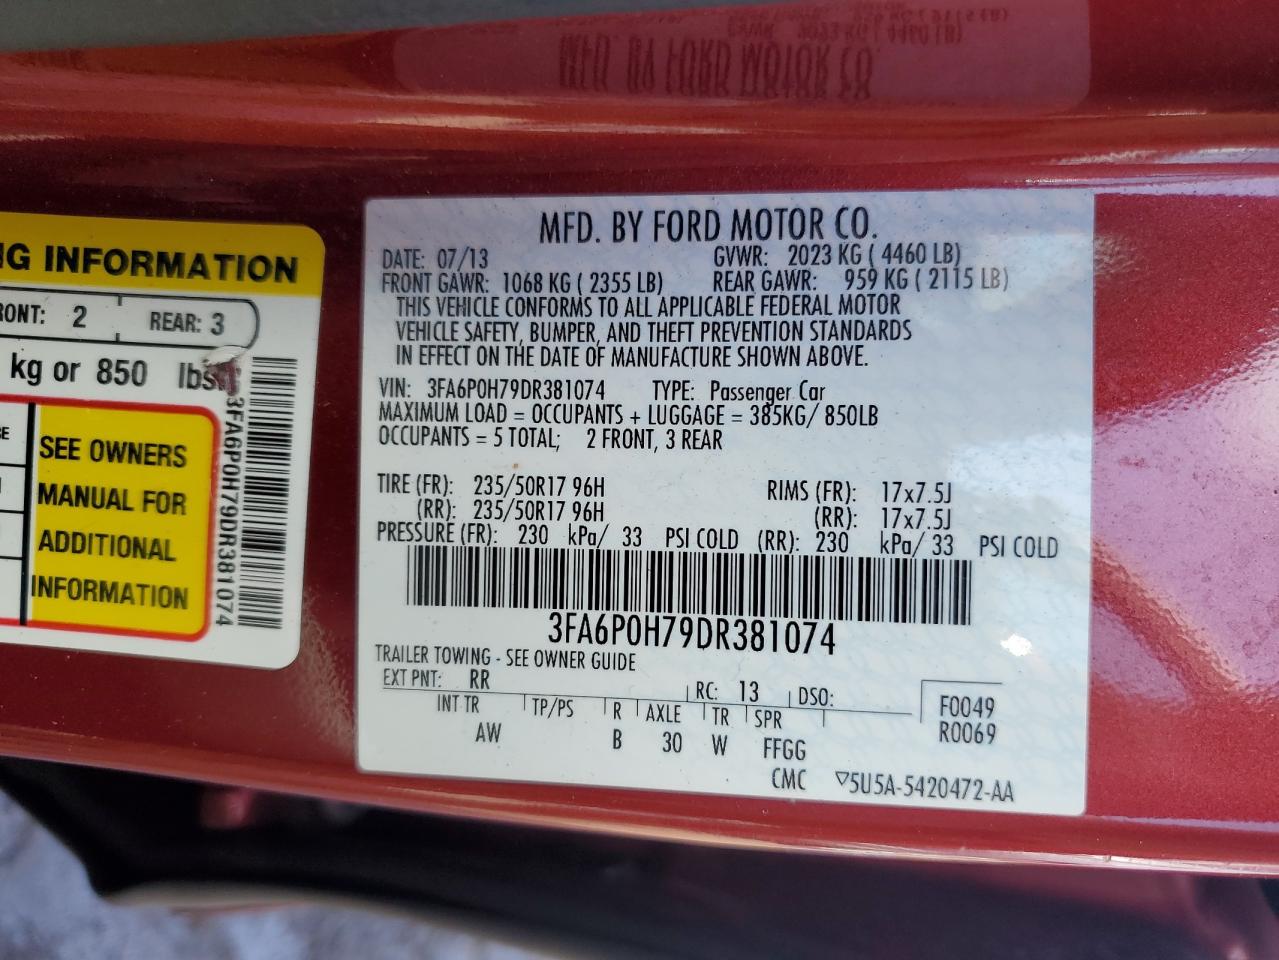 MFD. BY FORD MOTOR CO.
DATE: 07/13 GVWR: 2023 KG ( 4460 LB)
FRONT GAWR: 1068 KG ( 2355 LB) REAR GAWR: 959 KG ( 2115 LB)
THIS VEHICLE CONFORMS TO ALL APPLICABLE FEDERAL MOTOR
VEHICLE SAFETY, BUMPER, AND THEFT PREVENTION STANDARDS
IN EFFECT ON THE DATE OF MANUFACTURE SHOWN ABOVE.
VIN: 3FA6P0H79DR381074 TYPE: Passenger Car
MAXIMUM LOAD = OCCUPANTS + LUGGAGE = 385KG/ 850LB
OCCUPANTS = 5 TOTAL; 2 FRONT, 3 REAR
TIRE (FR): 235/50R17 96H RIMS (FR): 17x7.5J
(RR): 235/50R17 96H (RR): 17x7.5J
PRESSURE (FR): 230 kPa/ 33 PSI COLD (RR): 230 kPa/ 33 PSI COLD
3FA6P0H79DR381074
TRAILER TOWING - SEE OWNER GUIDE
EXT PNT: RR RC: 13 DSO:
INT TR TP/PS R AXLE TR SPR F0049
AW B 30 W FFGG R0069
CMC ▽5U5A-5420472-AA
NG INFORMATION
RONT: 2 REAR: 3
kg or 850 lbs.
SEE OWNERS
MANUAL FOR
ADDITIONAL
INFORMATION
3FA6P0H79DR381074